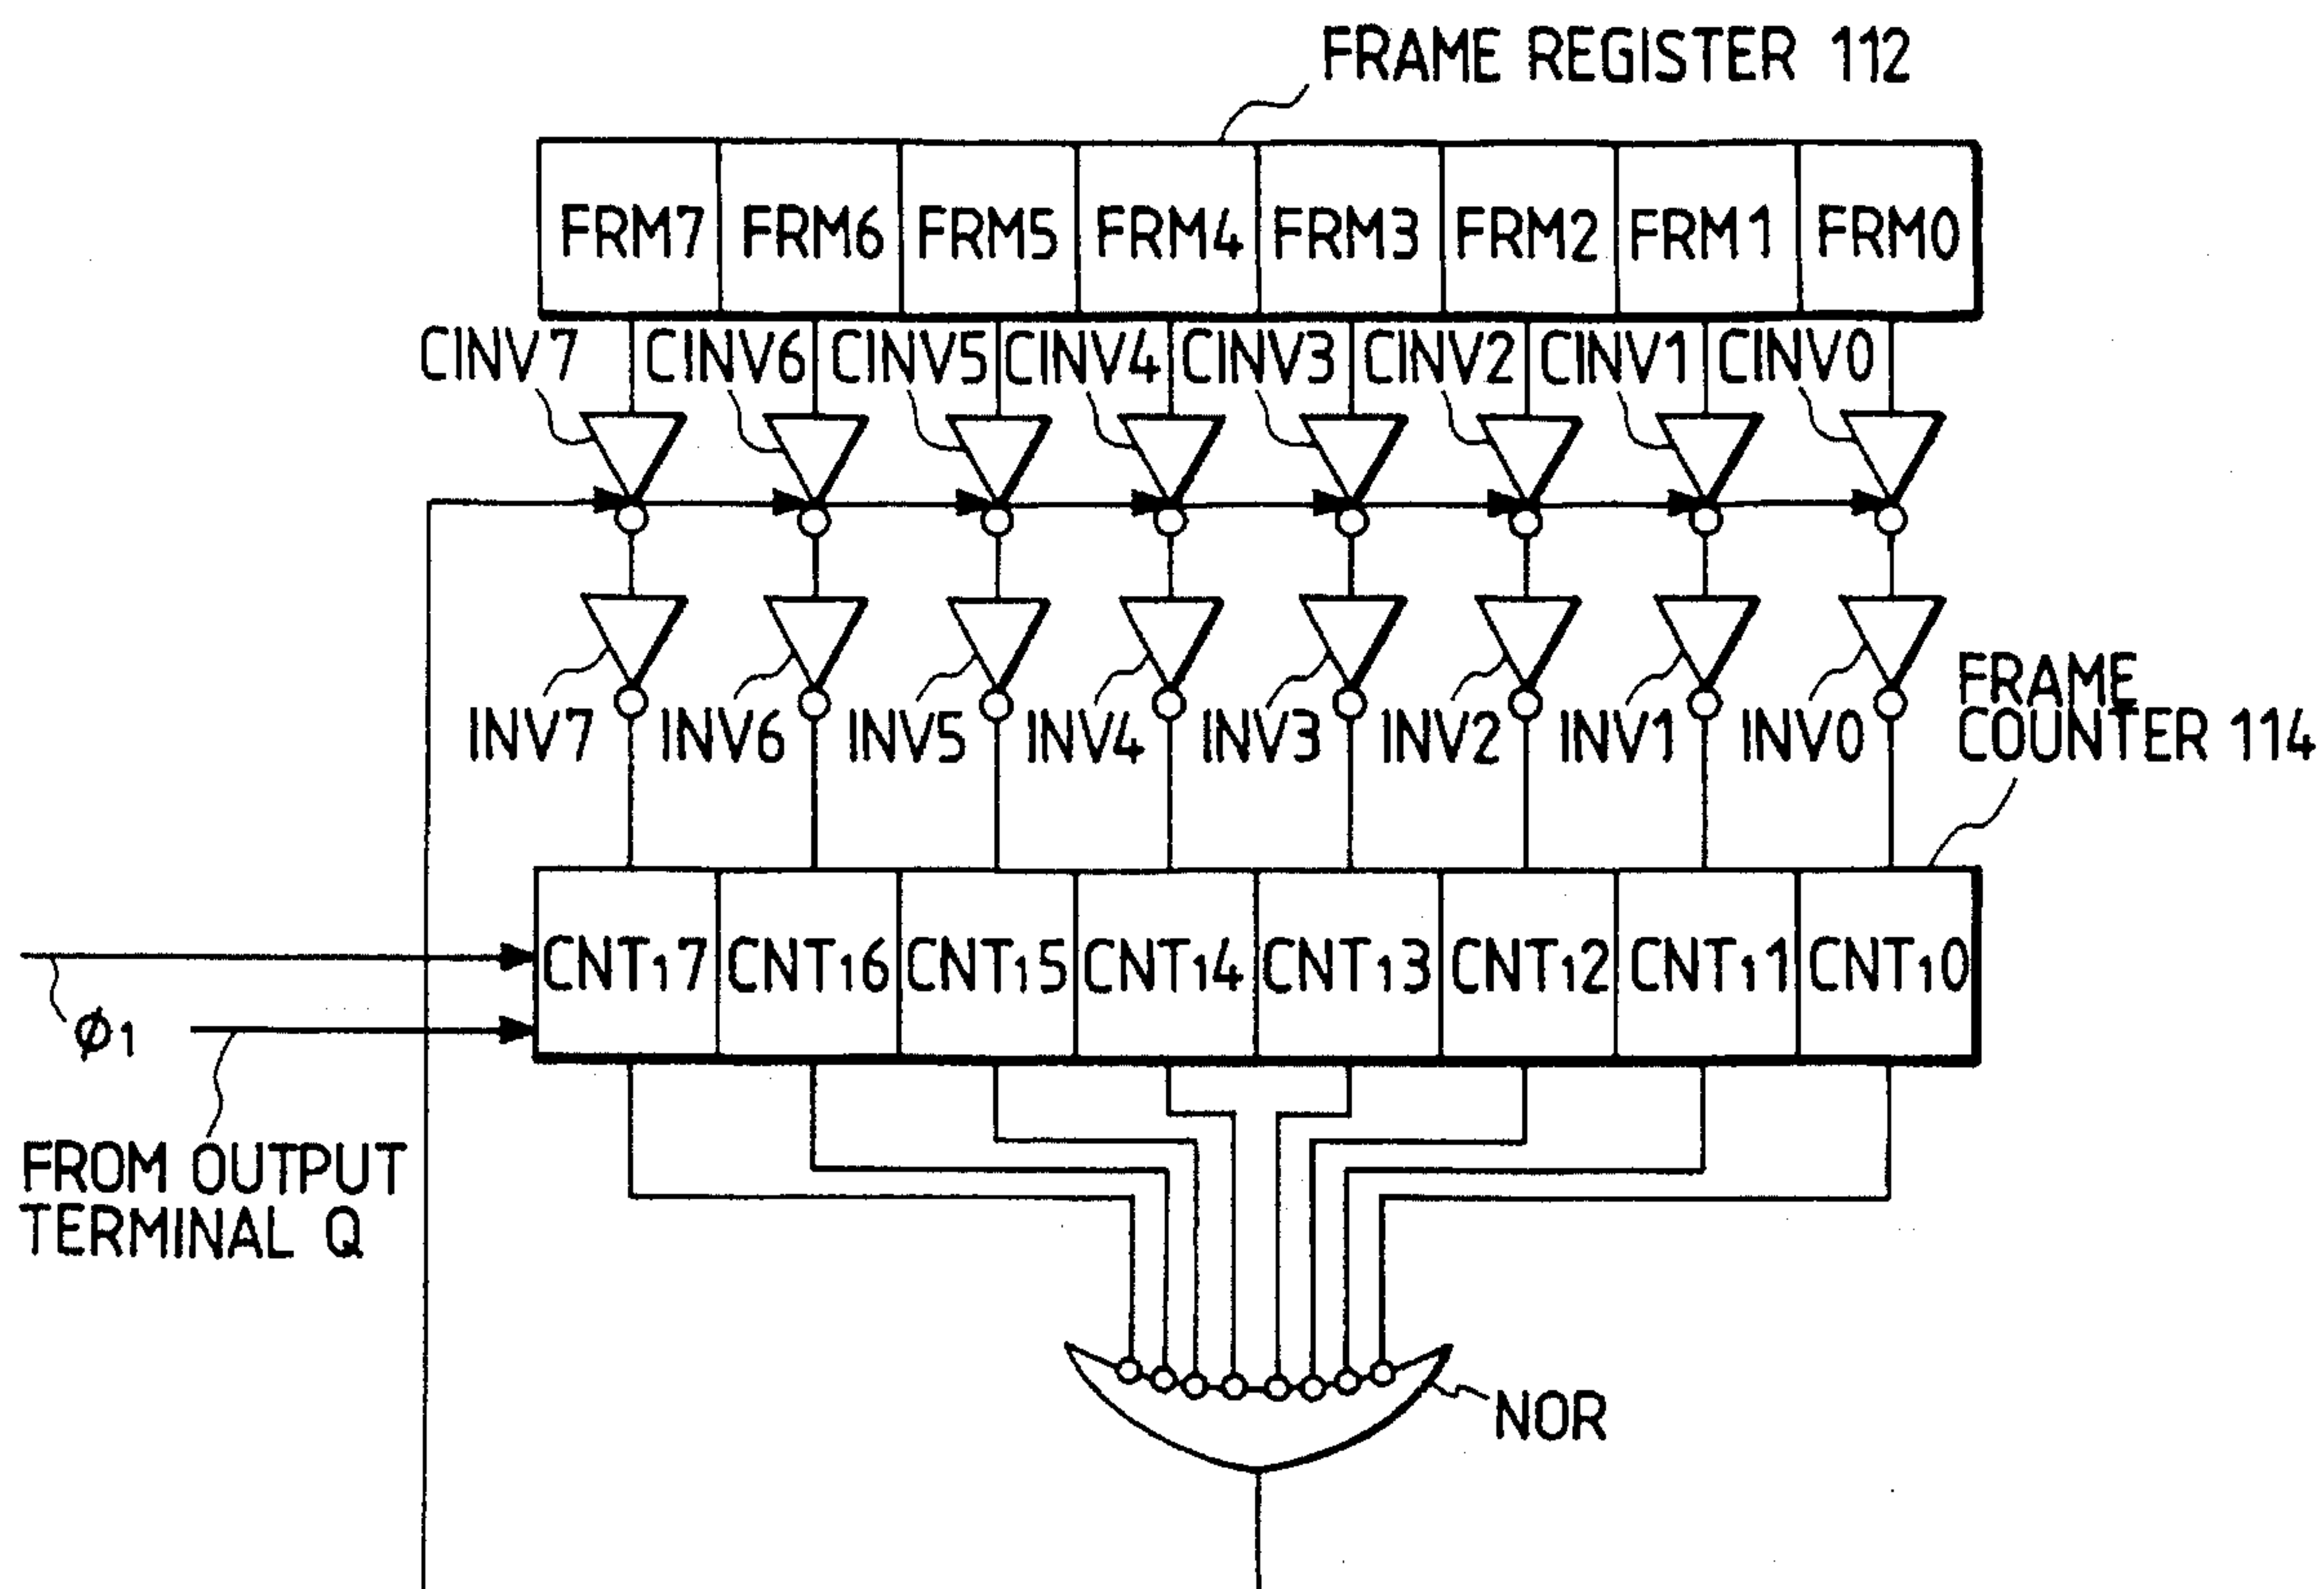 FRAME REGISTER 112
FRM7 FRM6 FRM5 FRM4 FRM3 FRM2 FRM1 FRM0
CINV7 CINV6 CINV5 CINV4 CINV3 CINV2 CINV1 CINV0
INV7 INV6 INV5 INV4 INV3 INV2 INV1 INV0
FRAME
COUNTER 114
CNT₁7 CNT₁6 CNT₁5 CNT₁4 CNT₁3 CNT₁2 CNT₁1 CNT₁0
ø1
FROM OUTPUT
TERMINAL Q
NOR